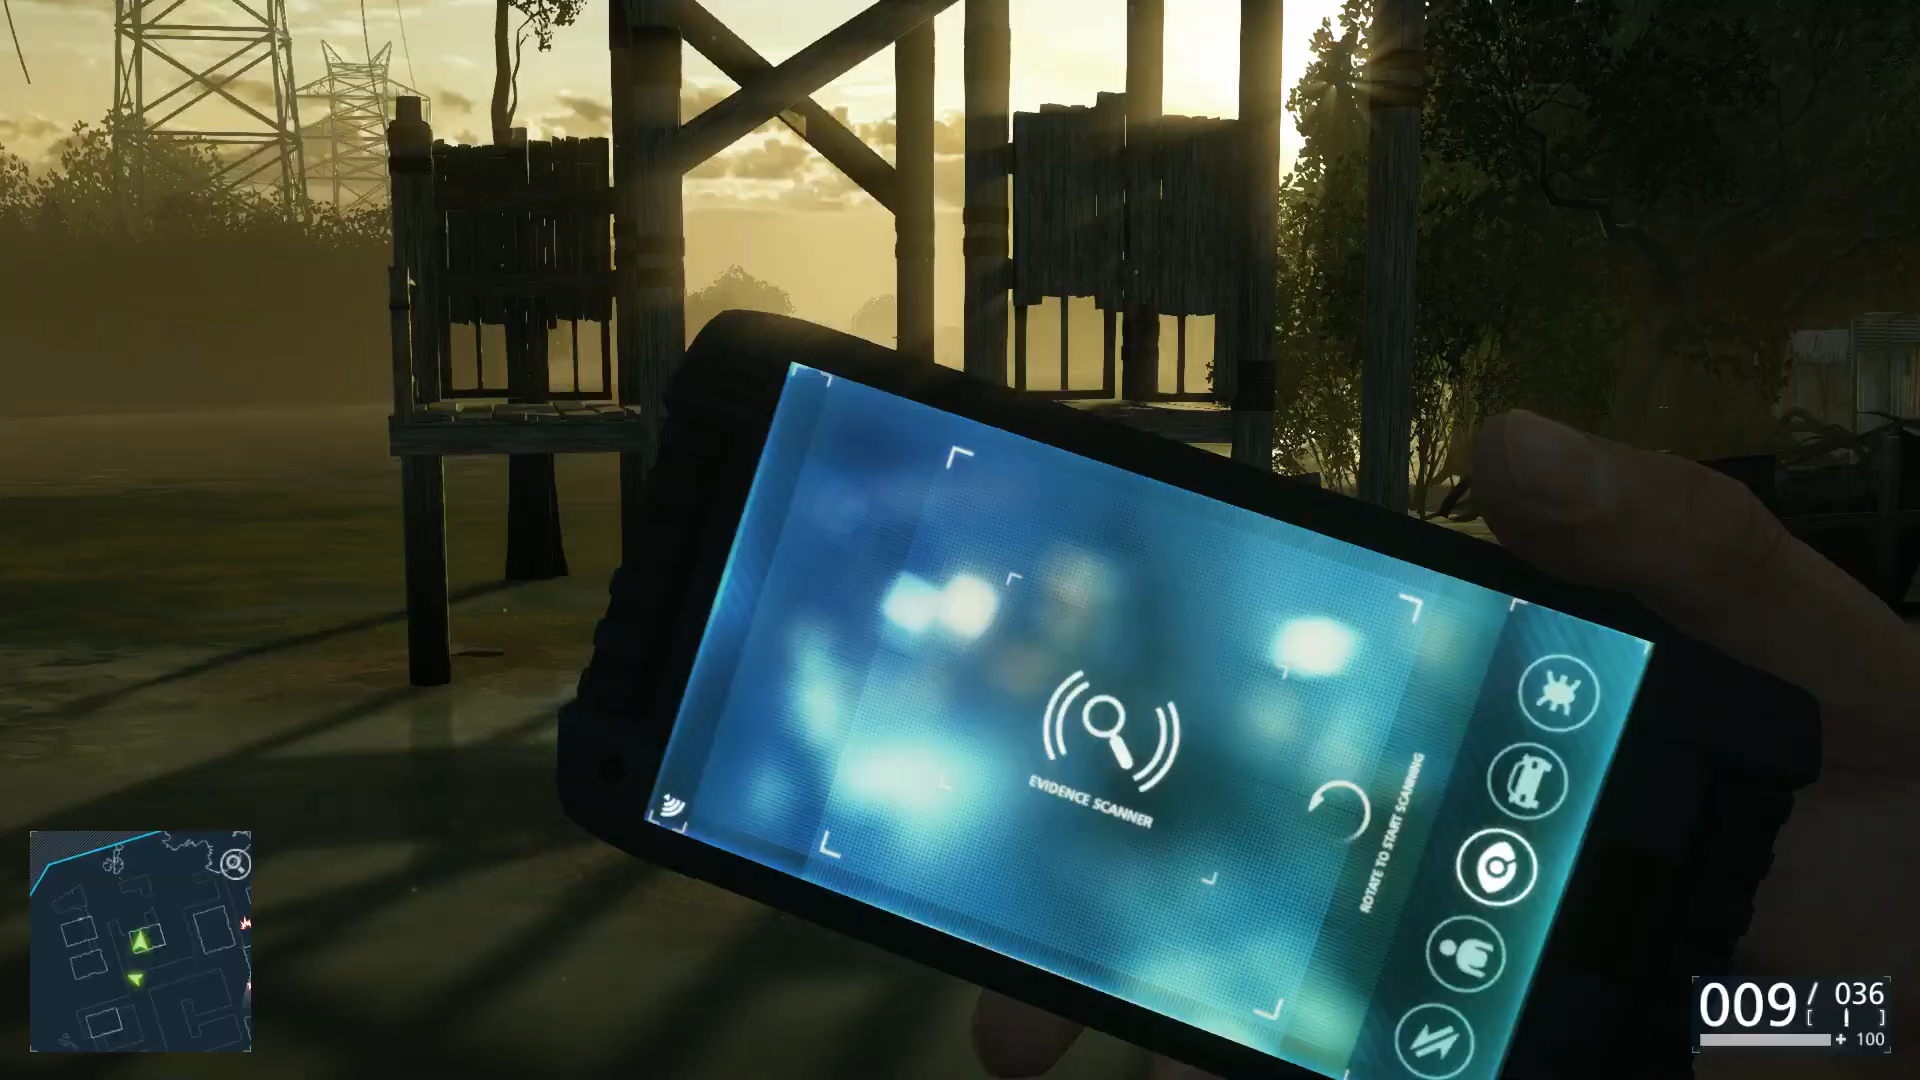 EVIDENCE SCANNER
ROTATE TO START SCANNING
009 / 036
[ | ]
+ 100